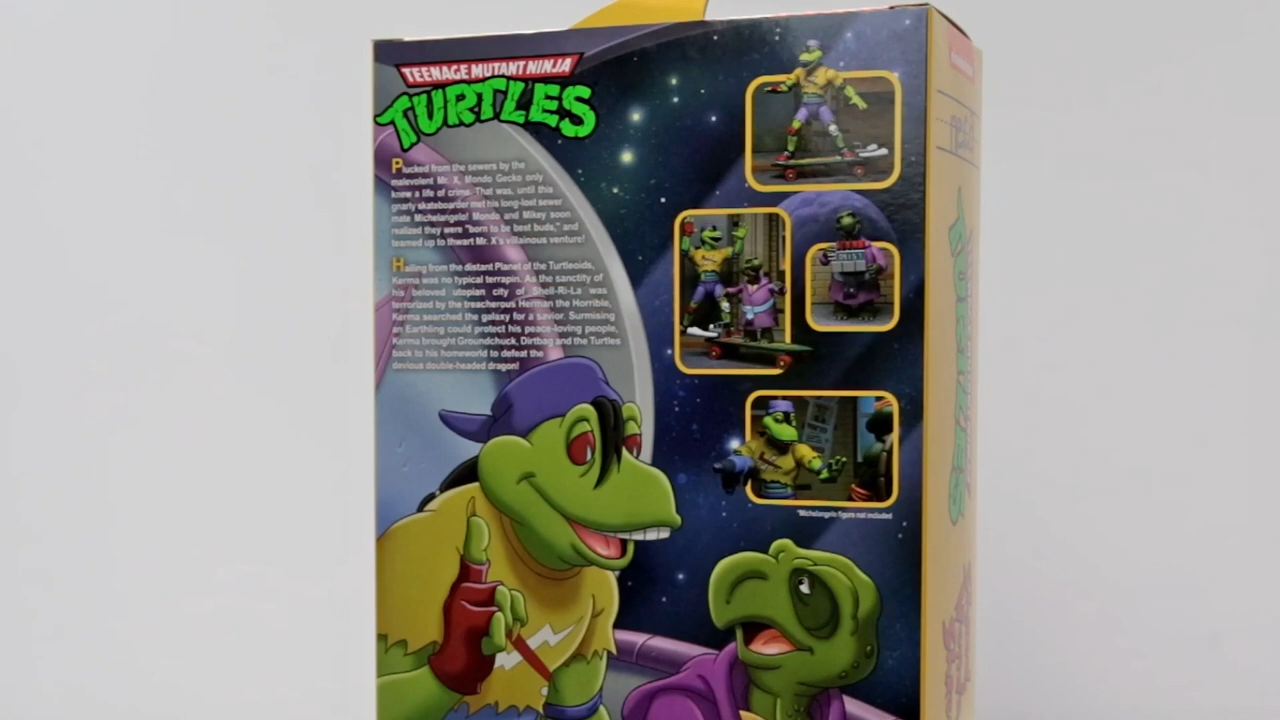 TEENAGE MUTANT NINJA
TURTLES
Plucked from the sewers by the
malevolent Mr. X, Mondo Gecko only
knew a life of crime. That was, until this
gnarly skateboarder met his long-lost sewer
mate Michelangelo! Mondo and Mikey soon
realized they were "born to be best buds," and
teamed up to thwart Mr. X's villainous venture!
Hailing from the distant Planet of the Turtleoids,
Kerma was no typical terrapin. As the sanctity of
his beloved utopian city of Shell-Ri-La was
terrorized by the treacherous Herman the Horrible,
Kerma searched the galaxy for a savior. Surmising
an Earthling could protect his peace-loving people,
Kerma brought Groundchuck, Dirtbag and the Turtles
back to his homeworld to defeat the
devious double-headed dragon!
*Michelangelo figure not included
TURTLES